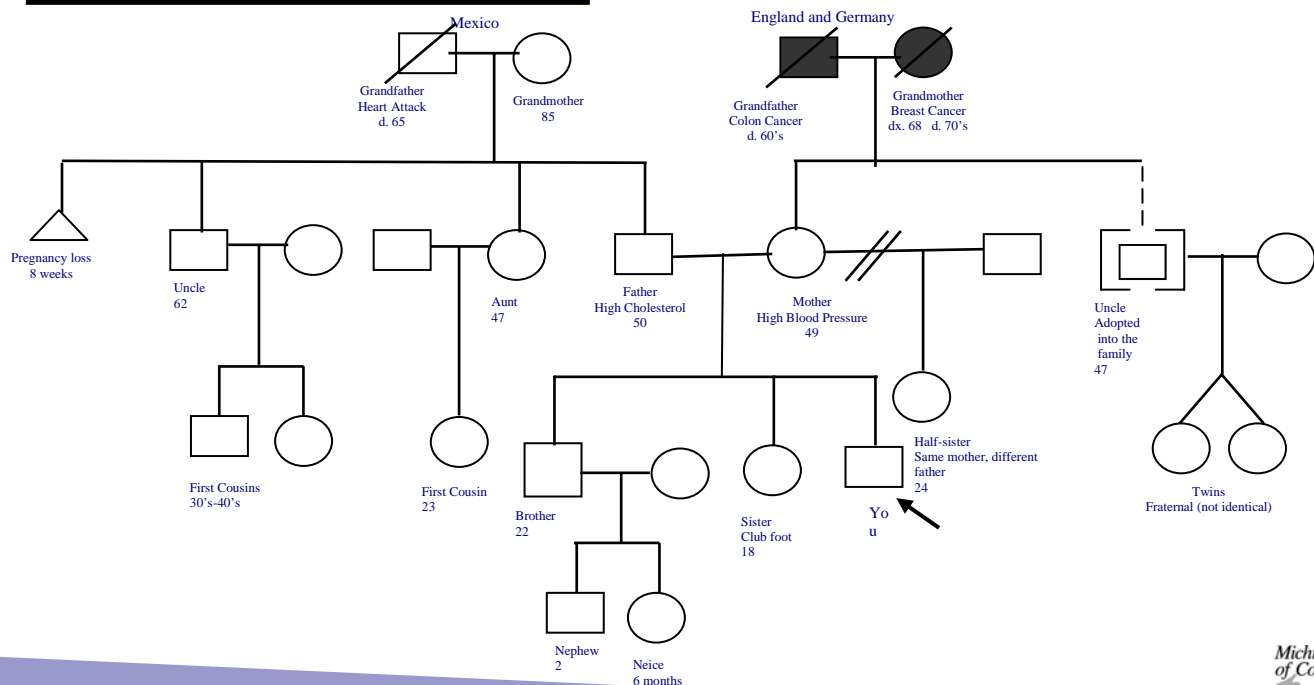 Mexico
England and Germany
Grandfather
Heart Attack
d. 65
Grandmother
85
Grandfather
Colon Cancer
d. 60's
Grandmother
Breast Cancer
dx. 68 d. 70's
Pregnancy loss
8 weeks
Uncle
62
Aunt
47
Father
High Cholesterol
50
Mother
High Blood Pressure
49
Uncle
Adopted
into the
family
47
First Cousins
30's-40's
First Cousin
23
Brother
22
Sister
Club foot
18
Yo
u
Half-sister
Same mother, different
father
24
Twins
Fraternal (not identical)
Nephew
2
Neice
6 months
of Co